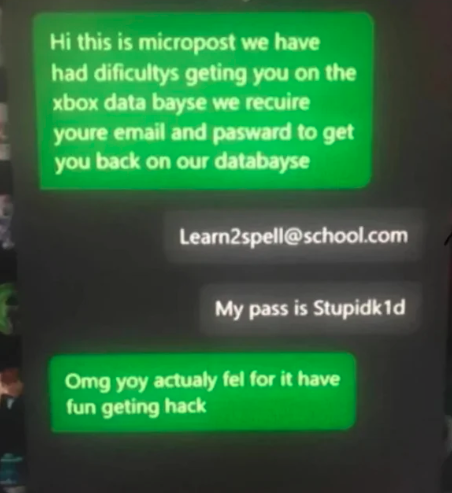 Hi this is micropost we have
had dificultys geting you on the
xbox data bayse we recuire
youre email and pasward to get
you back on our databayse
Learn2spell@school.com
My pass is Stupidk1d
Omg yoy actualy fel for it have
fun geting hack